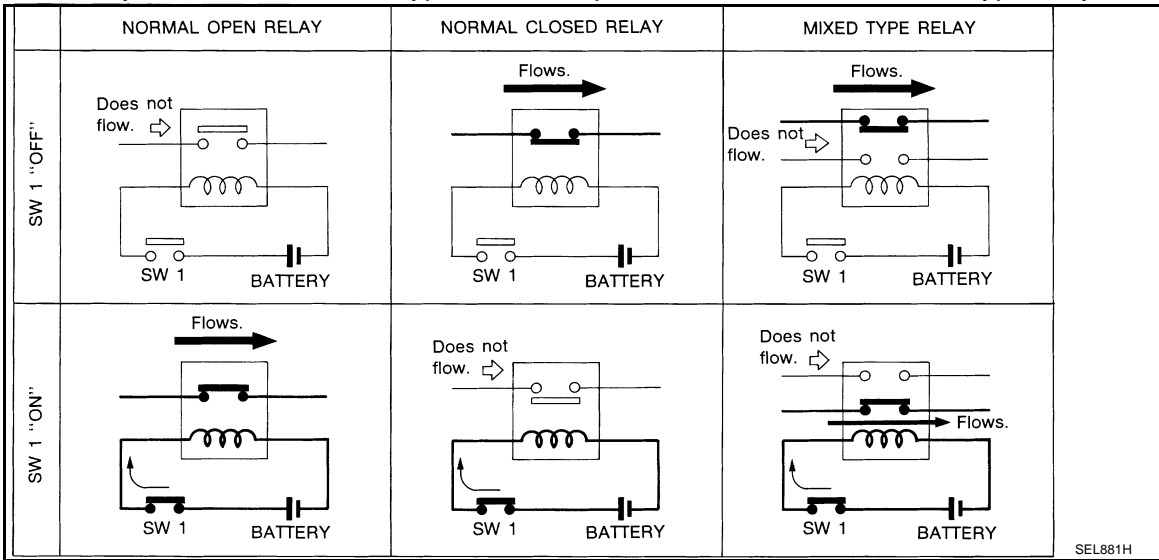 NORMAL OPEN RELAY
NORMAL CLOSED RELAY
MIXED TYPE RELAY
SW 1 "OFF"
Does not
flow.
SW 1
BATTERY
Flows.
SW 1
BATTERY
Flows.
Does not
flow.
SW 1
BATTERY
SW 1 "ON"
Flows.
SW 1
BATTERY
Does not
flow.
SW 1
BATTERY
Does not
flow.
Flows.
SW 1
BATTERY
SEL881H